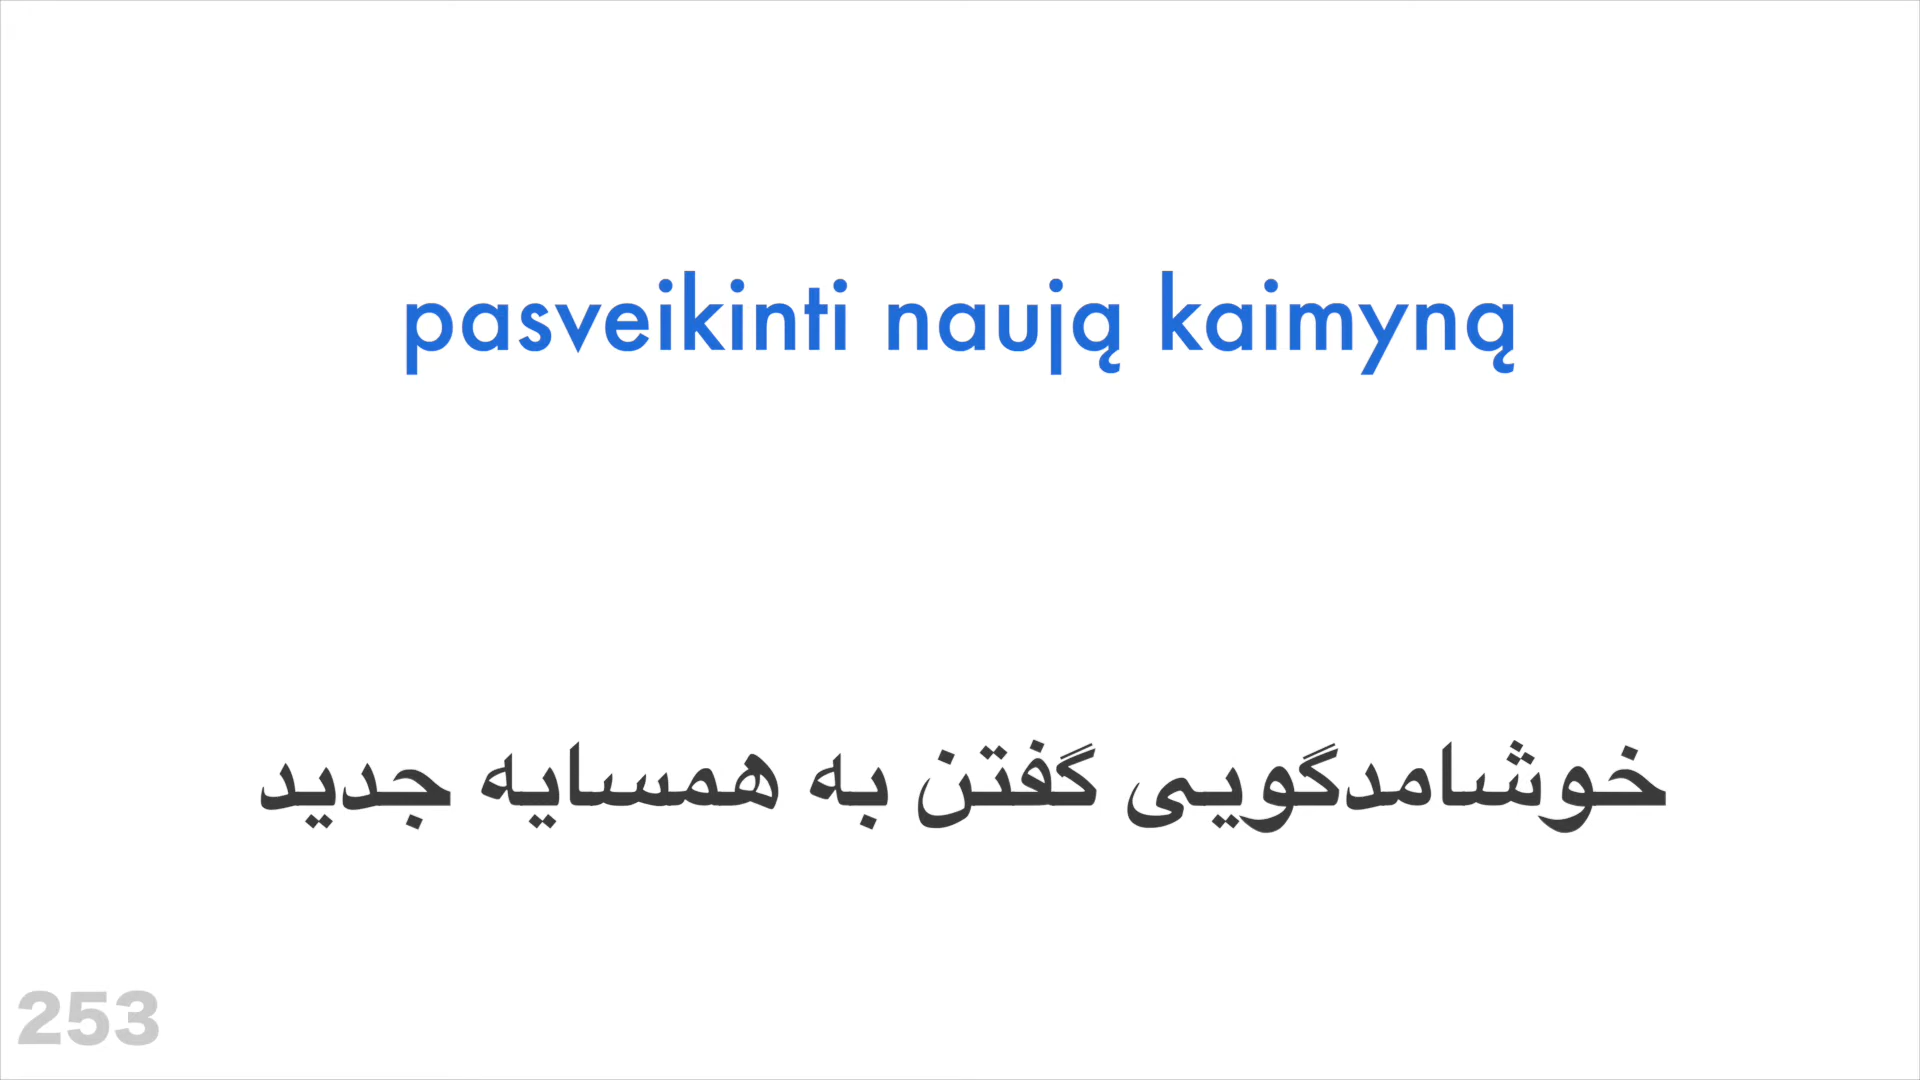 pasveikinti naują kaimyną
خوشامدگویی گفتن به همسایه جدید
253